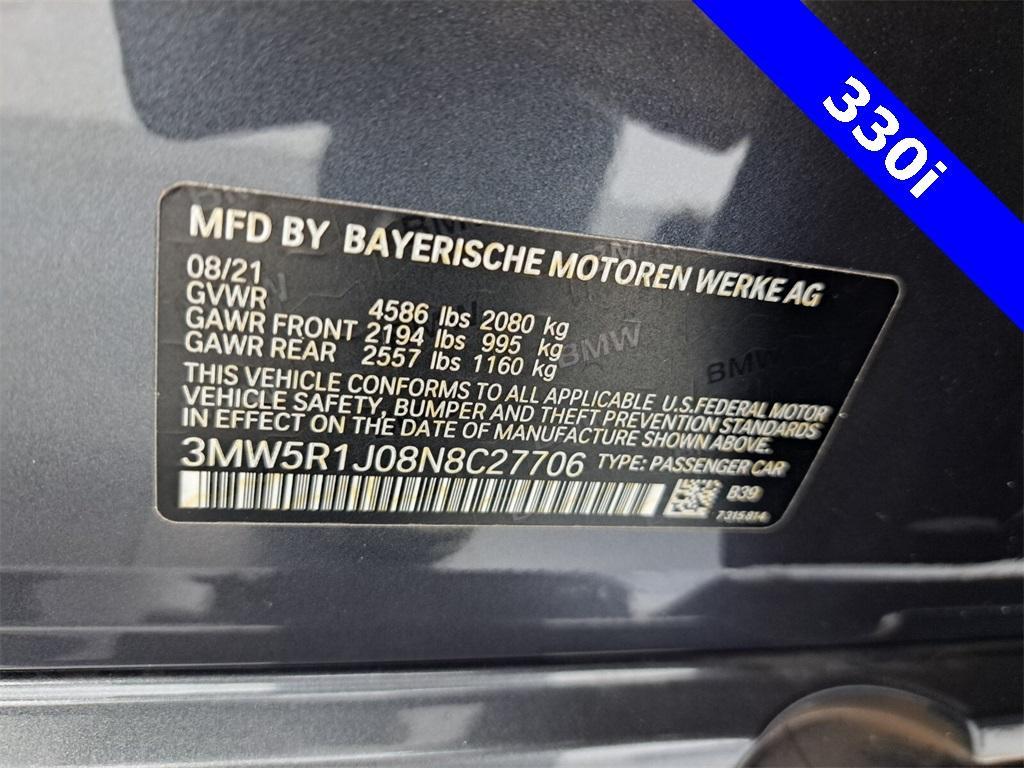 330i
MFD BY BAYERISCHE MOTOREN WERKE AG
08/21
GVWR 4586 lbs 2080 kg
GAWR FRONT 2194 lbs 995 kg
GAWR REAR 2557 lbs 1160 kg
THIS VEHICLE CONFORMS TO ALL APPLICABLE U.S.FEDERAL MOTOR
VEHICLE SAFETY, BUMPER AND THEFT PREVENTION STANDARDS
IN EFFECT ON THE DATE OF MANUFACTURE SHOWN ABOVE.
3MW5R1J08N8C27706 TYPE: PASSENGER CAR
B39
7315814